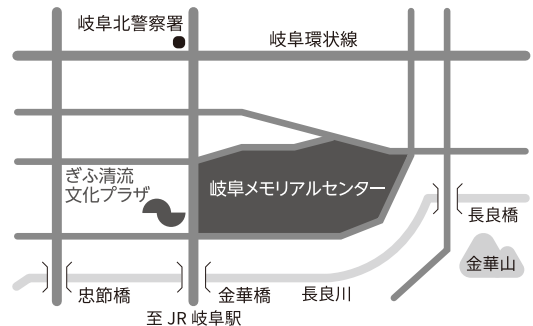 岐阜北警察署
岐阜環状線
ぎふ清流
文化プラザ
岐阜メモリアルセンター
長良橋
金華山
忠節橋
金華橋
長良川
至 JR 岐阜駅